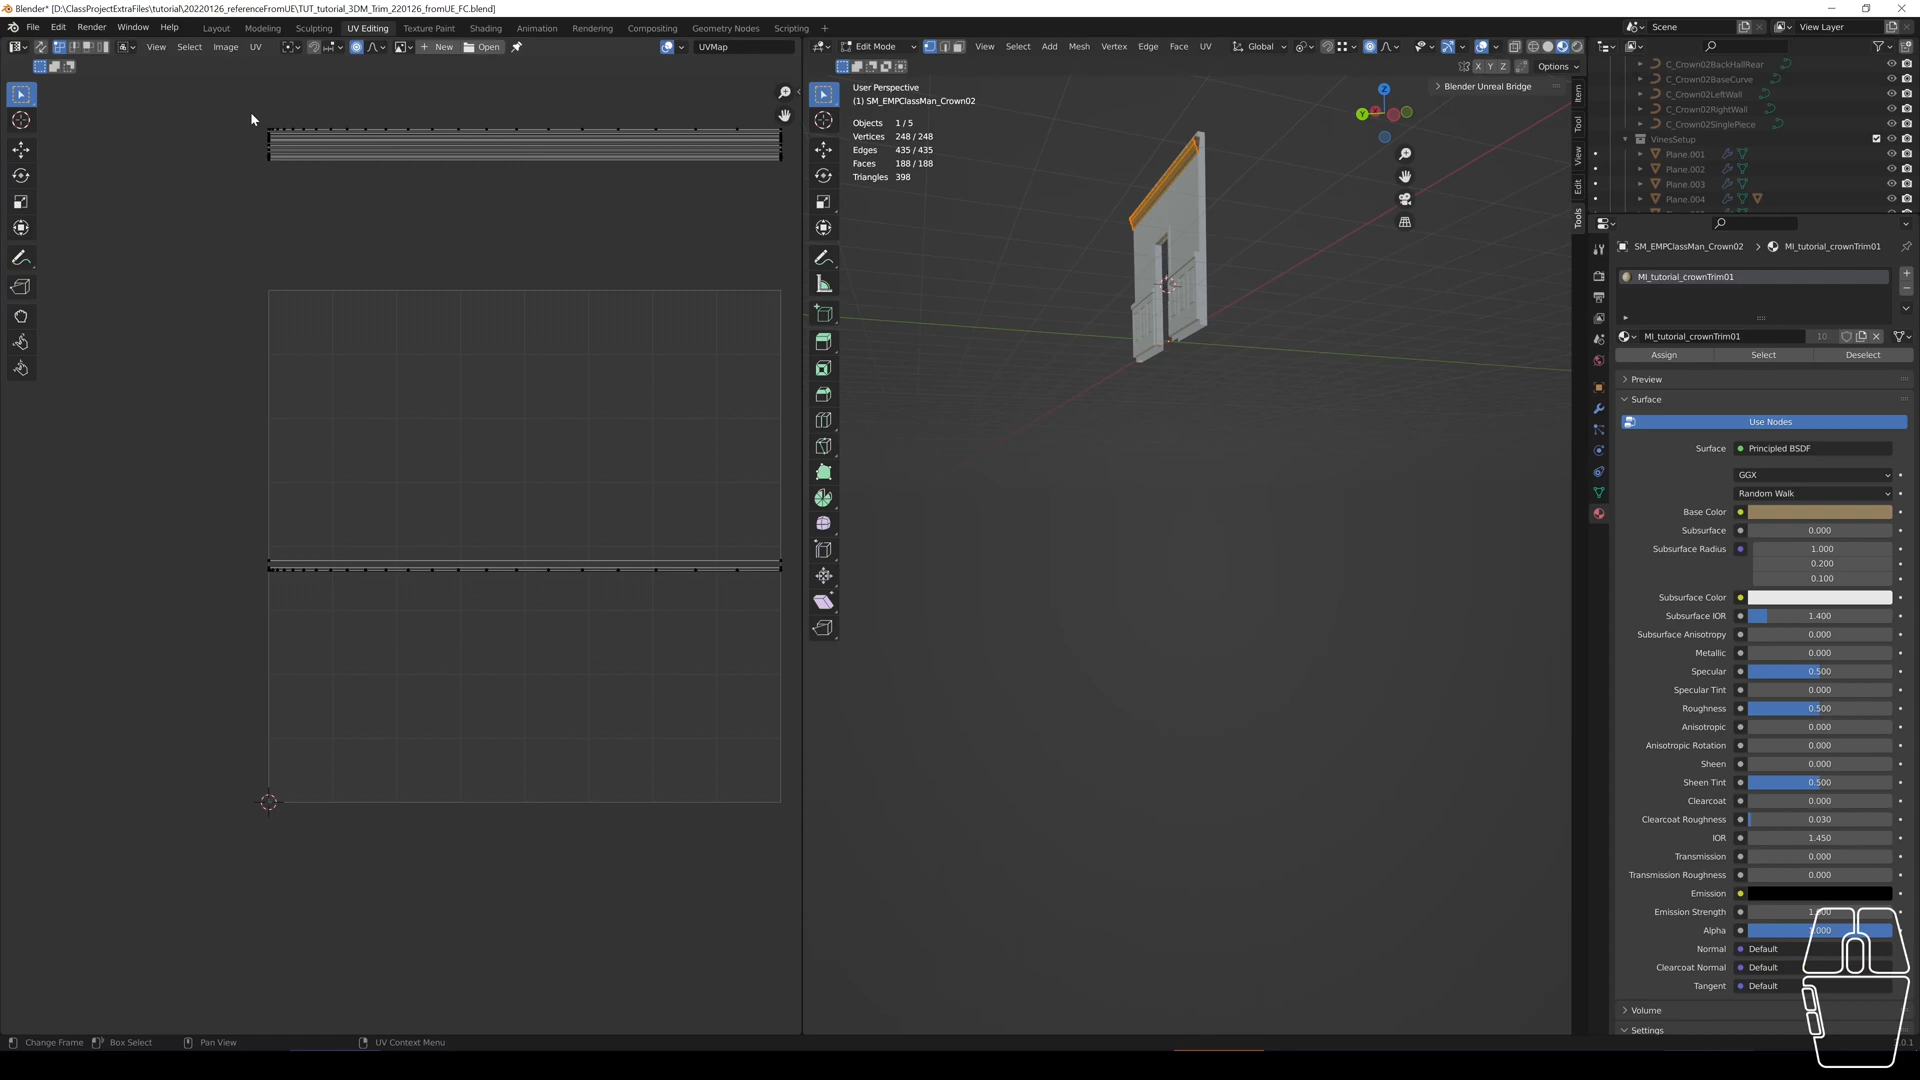 Blender* [D:\ClassProjectExtraFiles\tutorial\20220126_referenceFromUE\TUT_tutorial_3DM_Trim_220126_fromUE_FC.blend]
File Edit Render Window Help Layout Modeling Sculpting UV Editing Texture Paint Shading Animation Rendering Compositing Geometry Nodes Scripting + Scene View Layer
View Select Image UV New Open UVMap Edit Mode View Select Add Mesh Vertex Edge Face UV Global
X Y Z Options
C_Crown02BackHallRear
C_Crown02BaseCurve
C_Crown02LeftWall
C_Crown02RightWall
C_Crown02SinglePiece
VinesSetup
Plane.001
Plane.002
Plane.003
Plane.004
User Perspective
(1) SM_EMPClassMan_Crown02
Objects 1 / 5
Vertices 248 / 248
Edges 435 / 435
Faces 188 / 188
Triangles 398
Blender Unreal Bridge
Z
Y
X
Item
Tool
View
Edit
Tools
SM_EMPClassMan_Crown02 > MI_tutorial_crownTrim01
MI_tutorial_crownTrim01
MI_tutorial_crownTrim01 10
Assign Select Deselect
Preview
Surface
Use Nodes
Surface Principled BSDF
GGX
Random Walk
Base Color
Subsurface 0.000
Subsurface Radius 1.000
0.200
0.100
Subsurface Color
Subsurface IOR 1.400
Subsurface Anisotropy 0.000
Metallic 0.000
Specular 0.500
Specular Tint 0.000
Roughness 0.500
Anisotropic 0.000
Anisotropic Rotation 0.000
Sheen 0.000
Sheen Tint 0.500
Clearcoat 0.000
Clearcoat Roughness 0.030
IOR 1.450
Transmission 0.000
Transmission Roughness 0.000
Emission
Emission Strength
Alpha
Normal Default
Clearcoat Normal Default
Tangent Default
Volume
Settings
Change Frame Box Select Pan View UV Context Menu